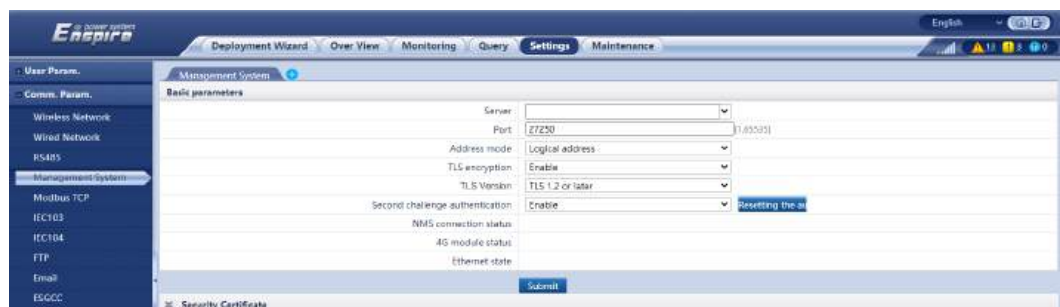 English
Enspire
Deployment Wizard Over View Monitoring Query Settings Maintenance
User Param.
Comm. Param.
Wireless Network
Wired Network
RS485
Management System
Modbus TCP
IEC103
IEC104
FTP
Email
ESGCC
Management System
Basic parameters
Server
Port 27250 [1,65535]
Address mode Logical address
TLS encryption Enable
TLS Version TLS 1.2 or later
Second challenge authentication Enable Resetting the au
NMS connection status
4G module status
Ethernet state
Submit
Security Certificate